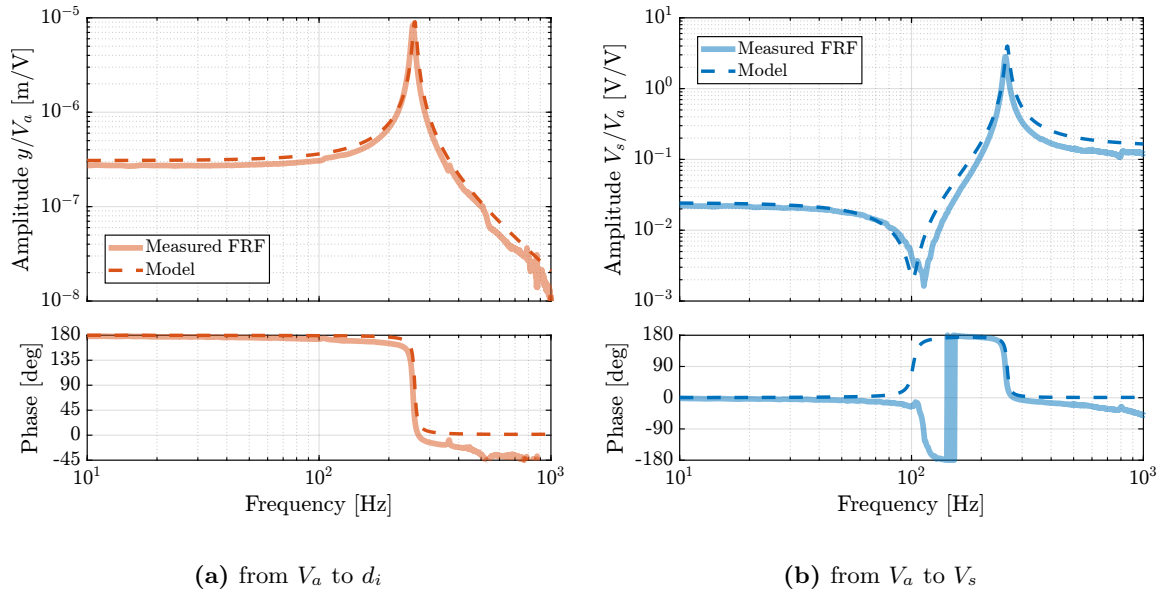 10^-5
10^-6
10^-7
10^-8
Amplitude y/V_a [m/V]
Measured FRF
Model
180
135
90
45
0
-45
Phase [deg]
10^1
10^2
10^3
Frequency [Hz]
(a) from V_a to d_i
10^1
10^0
10^-1
10^-2
10^-3
Amplitude V_s/V_a [V/V]
Measured FRF
Model
180
90
0
-90
-180
Phase [deg]
10^1
10^2
10^3
Frequency [Hz]
(b) from V_a to V_s